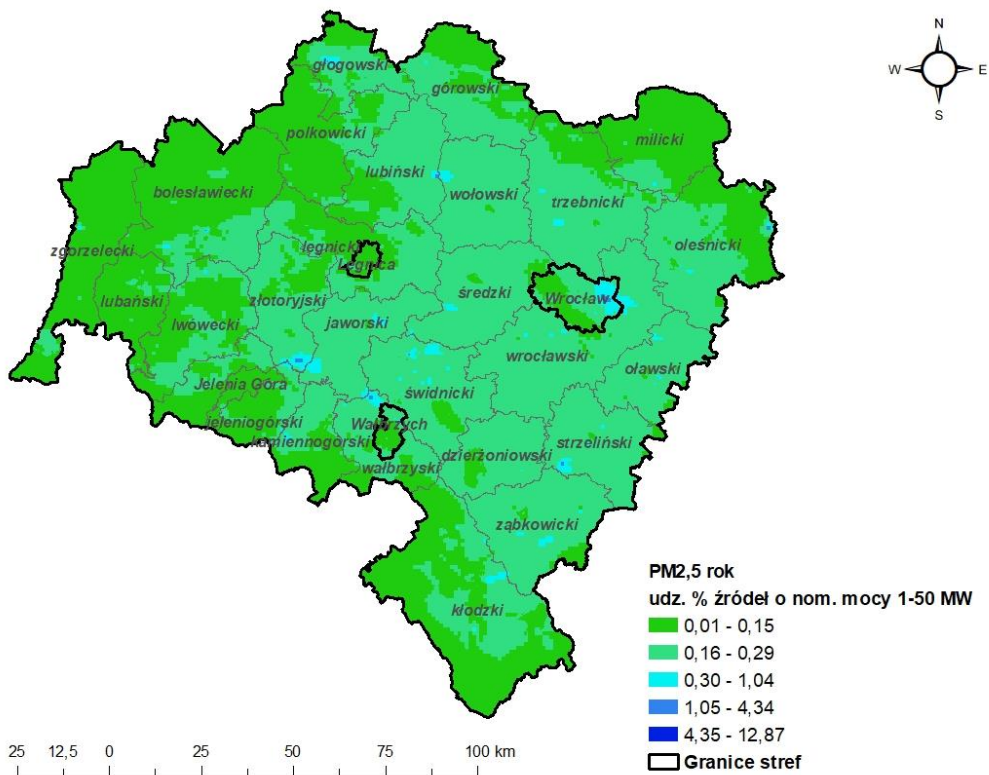 N
W E
S
głogowski
górowski
milicki
polkowicki
lubiński
bolesławiecki
wołowski
trzebnicki
oleśnicki
zgorzelecki
legnicki
Legnica
lubański
złotoryjski
średzki
Wrocław
lwówecki
jaworski
wrocławski
oławski
Jelenia Góra
świdnicki
jeleniogórski
Wałbrzych
kamiennogórski
strzeliński
dzierżoniowski
wałbrzyski
ząbkowicki
kłodzki
PM2,5 rok
udz. % źródeł o nom. mocy 1-50 MW
0,01 - 0,15
0,16 - 0,29
0,30 - 1,04
1,05 - 4,34
4,35 - 12,87
Granice stref
25 12,5 0 25 50 75 100 km